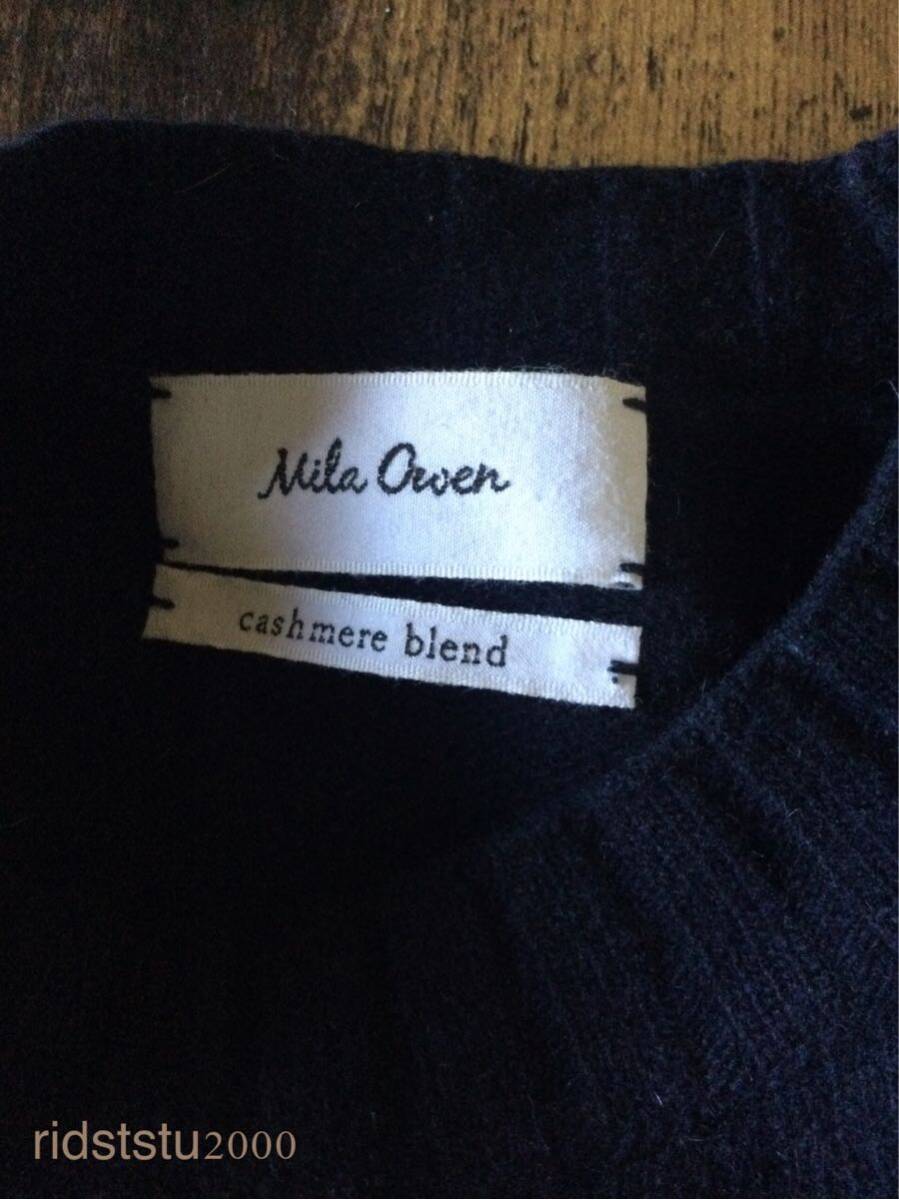 Mila Owen
cashmere blend
ridststu2000